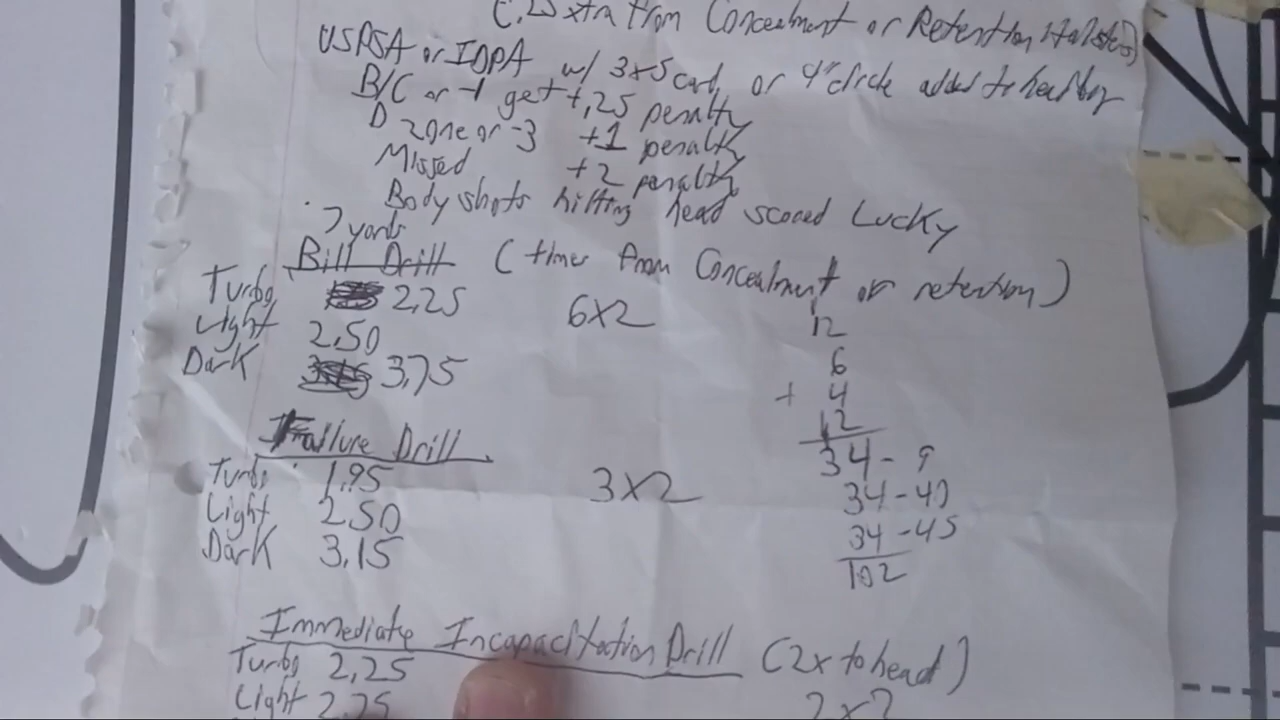 (.25 extra from Concealment or Retention Holsters)
USPSA or IDPA w/ 3x5 card or 4" circle added to head box
B/C or -1 get +.25 penalty
D zone or -3 +1 penalty
Missed +2 penalty
Body shots hitting head scored Lucky
7 yards
Bill Drill (times from Concealment or retention)
Turbo 2.25 6x2
Light 2.50
Dark 3.75
12
6
+ 4
12
34 - 9
34 - 40
34 - 45
102
Failure Drill
Turbo 1.95 3x2
Light 2.50
Dark 3.15
Immediate Incapacitation Drill (2x to head)
Turbo 2.25
Light 2.75 2x2